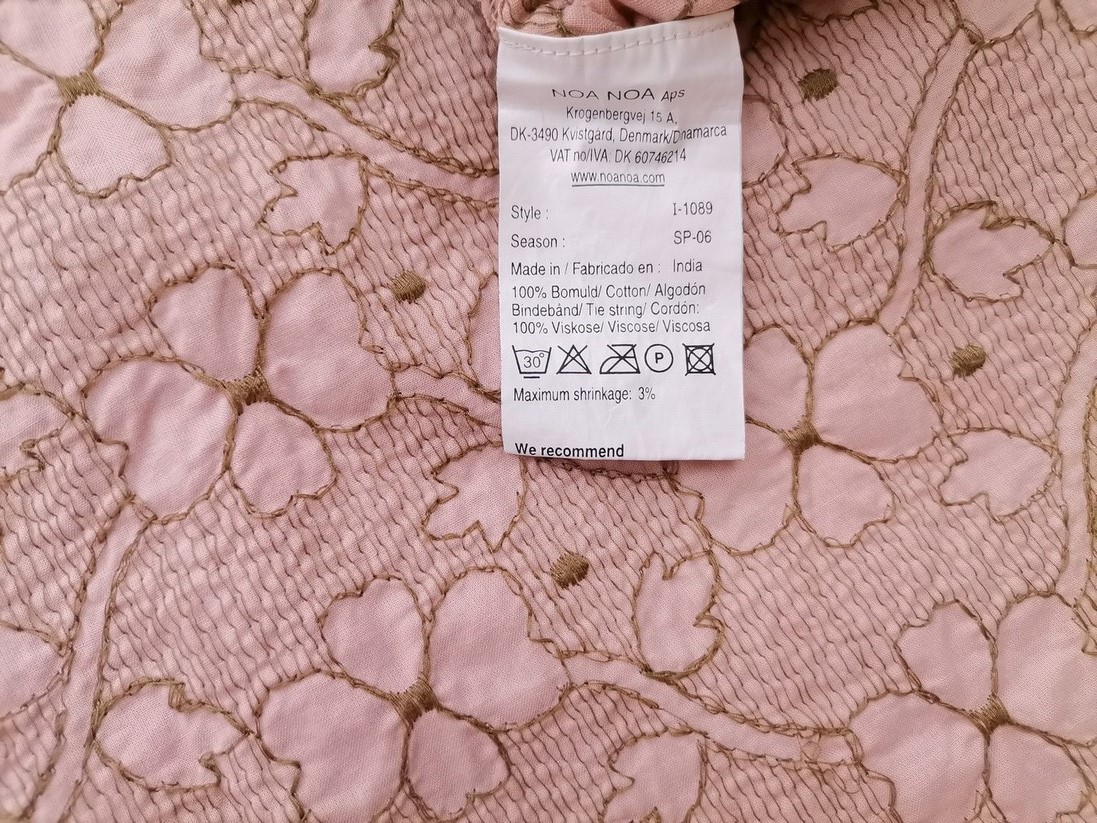 NOA NOA Aps
Krogenbergvej 15 A,
DK-3490 Kvistgård, Denmark/Dinamarca
VAT no/IVA: DK 60746214
www.noanoa.com
Style : I-1089
Season : SP-06
Made in / Fabricado en : India
100% Bomuld/ Cotton/ Algodón
Bindebånd/ Tie string/ Cordón:
100% Viskose/ Viscose/ Viscosa
30° P
Maximum shrinkage: 3%
We recommend